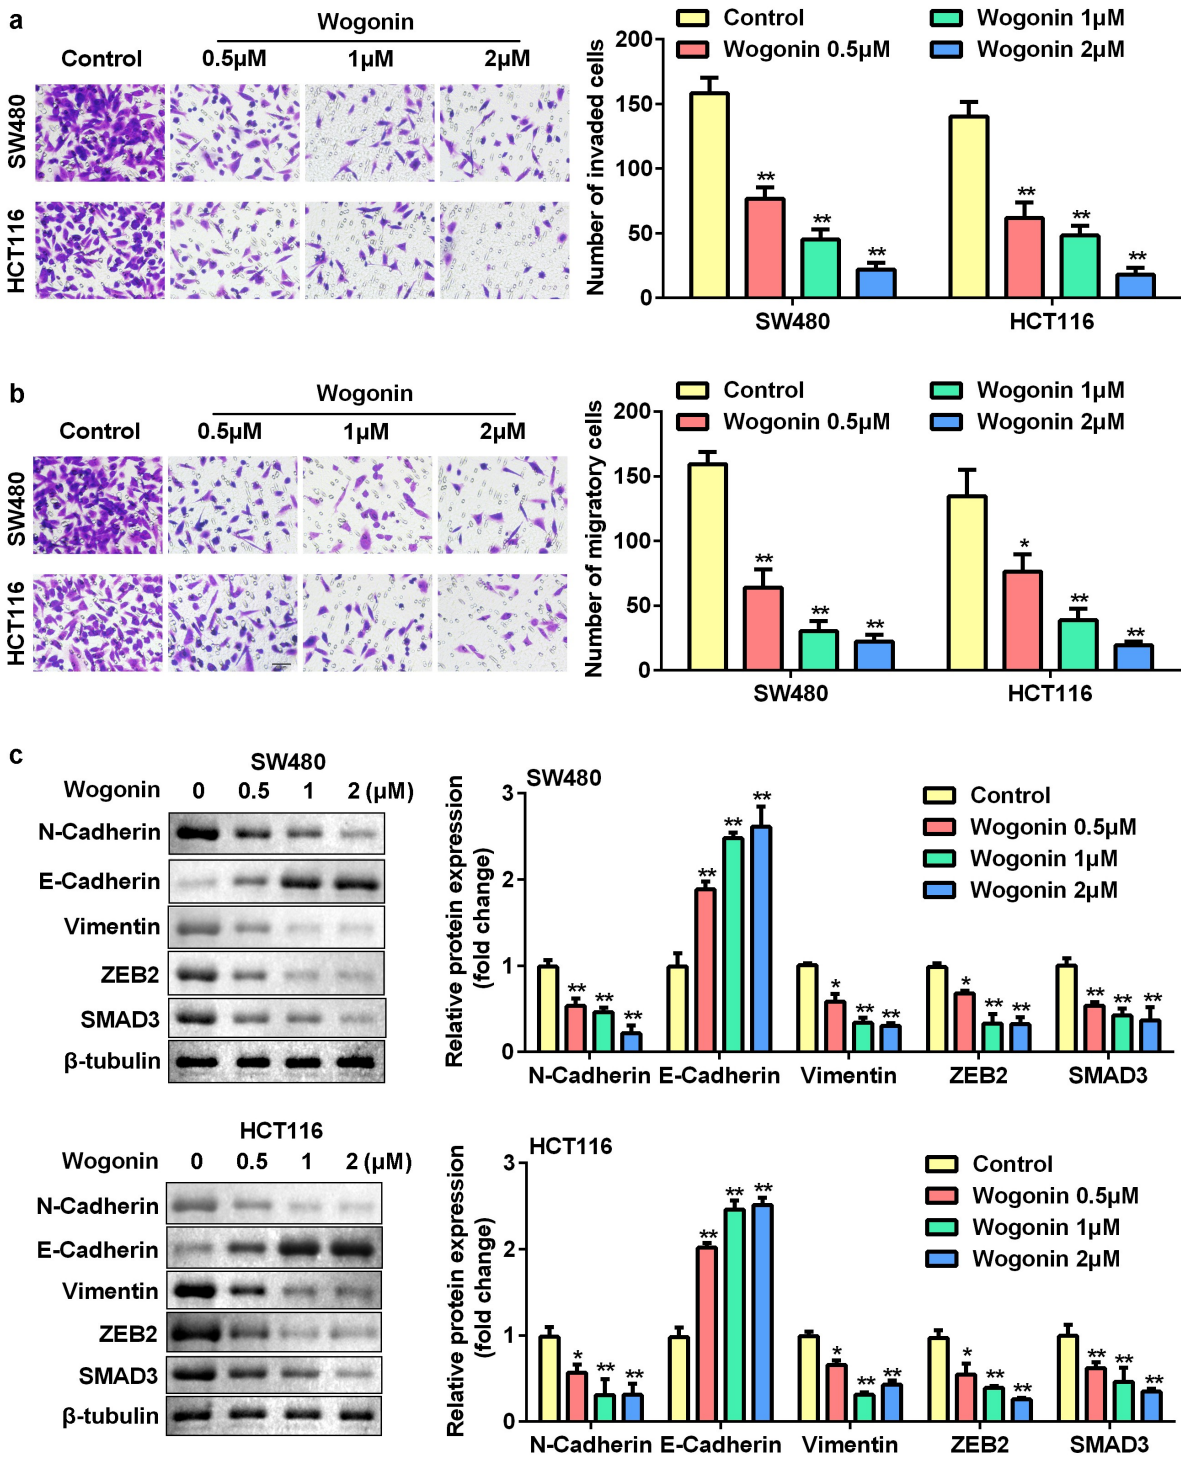 a
Wogonin
Control 0.5μM 1μM 2μM
SW480
HCT116
Control
Wogonin 0.5μM
Wogonin 1μM
Wogonin 2μM
Number of invaded cells
200
150
100
50
0
** ** ** **
** **
SW480 HCT116
b
Wogonin
Control 0.5μM 1μM 2μM
SW480
HCT116
Control
Wogonin 0.5μM
Wogonin 1μM
Wogonin 2μM
Number of migratory cells
200
150
100
50
0
** ** ** * ** **
SW480 HCT116
c
SW480
Wogonin 0 0.5 1 2 (μM)
N-Cadherin
E-Cadherin
Vimentin
ZEB2
SMAD3
β-tubulin
SW480
Relative protein expression
(fold change)
3
2
1
0
** ** ** ** ** ** * ** ** * ** ** ** ** **
N-Cadherin E-Cadherin Vimentin ZEB2 SMAD3
Control
Wogonin 0.5μM
Wogonin 1μM
Wogonin 2μM
HCT116
Wogonin 0 0.5 1 2 (μM)
N-Cadherin
E-Cadherin
Vimentin
ZEB2
SMAD3
β-tubulin
HCT116
Relative protein expression
(fold change)
3
2
1
0
* ** ** ** ** ** * ** ** * ** ** ** ** **
N-Cadherin E-Cadherin Vimentin ZEB2 SMAD3
Control
Wogonin 0.5μM
Wogonin 1μM
Wogonin 2μM